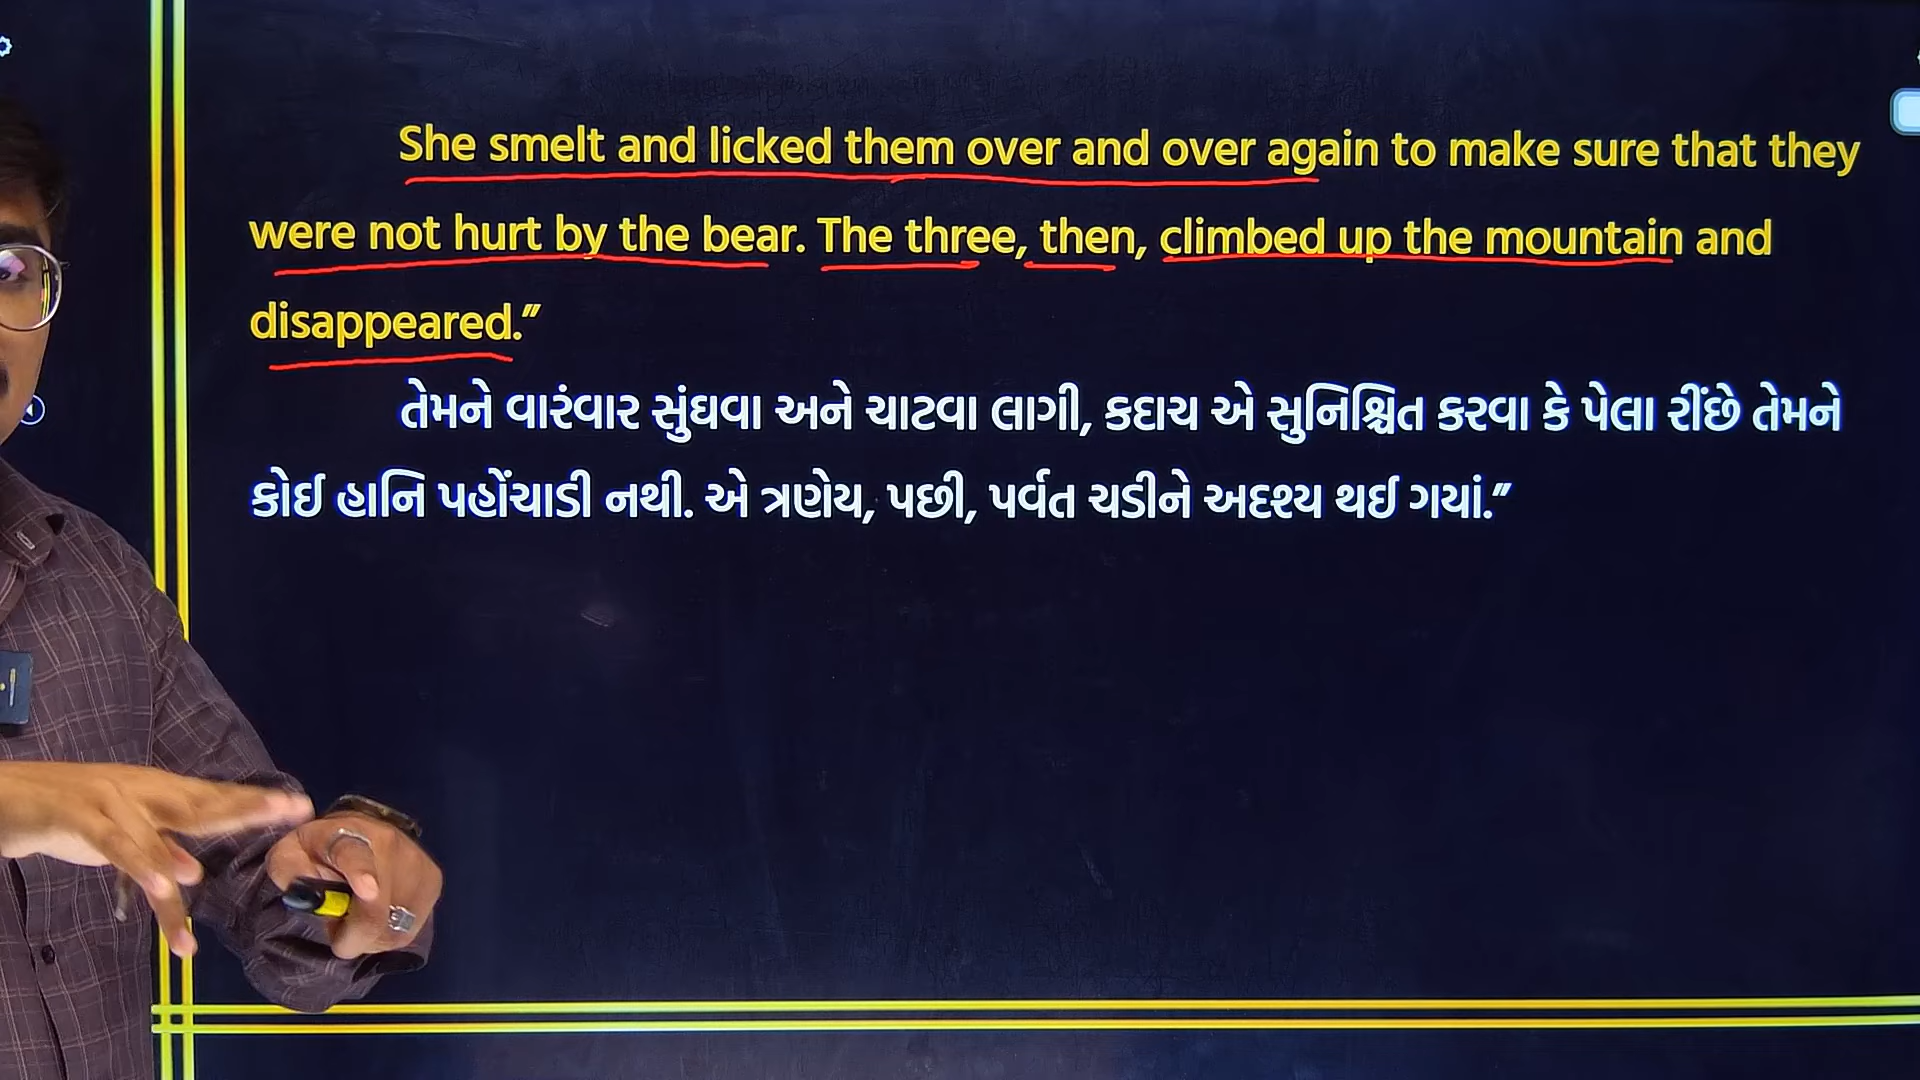 She smelt and licked them over and over again to make sure that they
were not hurt by the bear. The three, then, climbed up the mountain and
disappeared.”
તેમને વારંવાર સુંઘવા અને ચાટવા લાગી, કદાચ એ સુનિશ્ચિત કરવા કે પેલા રીંછે તેમને
કોઈ હાનિ પહોંચાડી નથી. એ ત્રણેય, પછી, પર્વત ચડીને અદશ્ય થઈ ગયાં.”